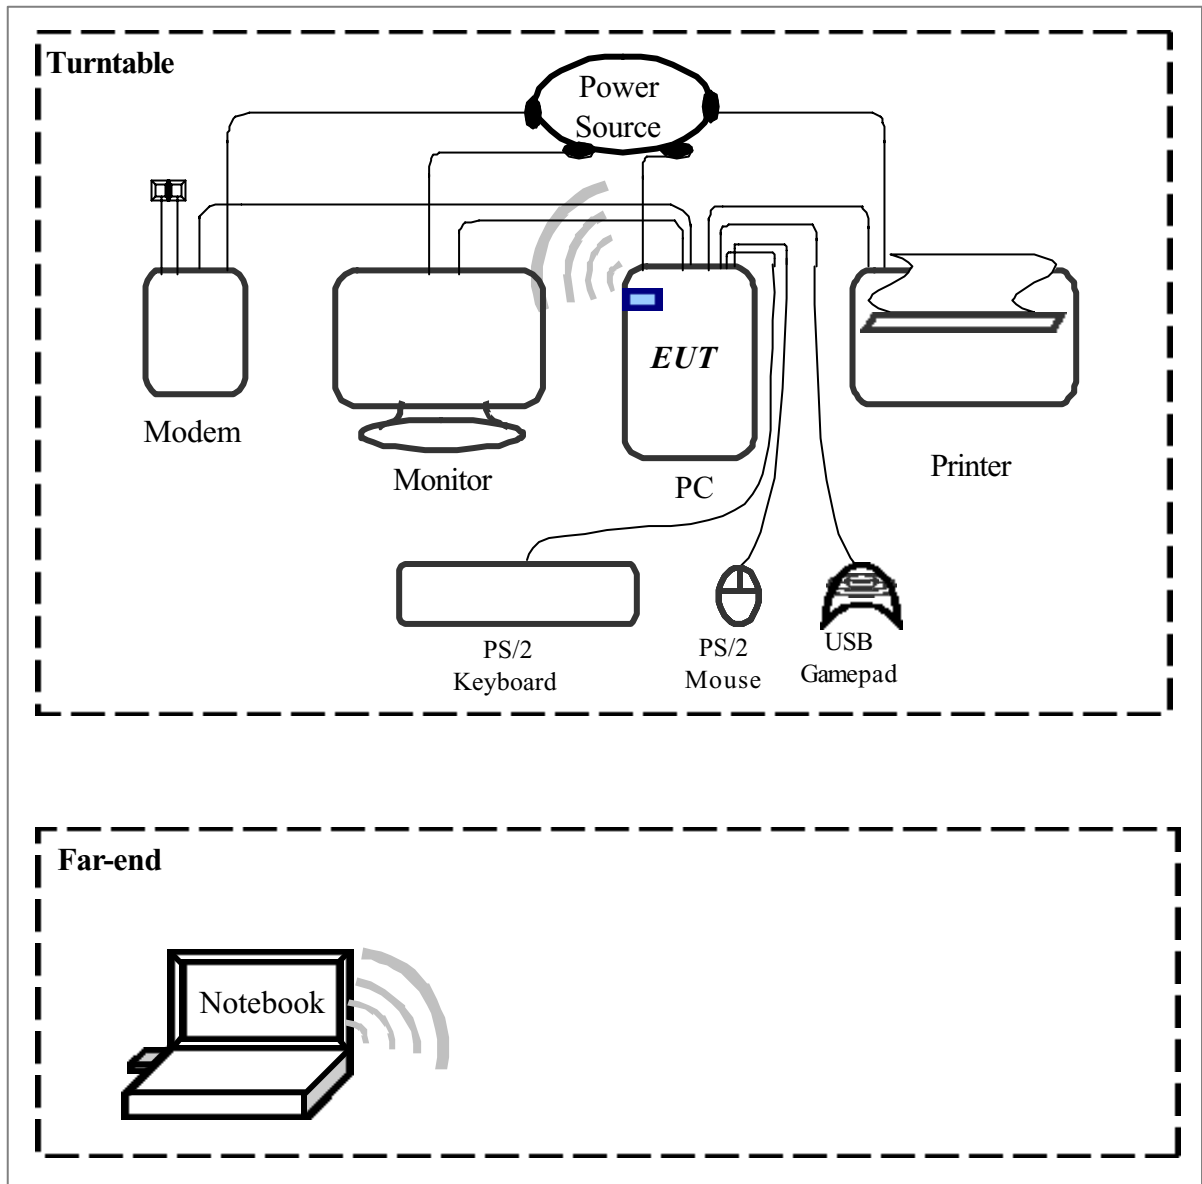 Turntable
Power
Source
EUT
Modem
Monitor
PC
Printer
PS/2
Keyboard
PS/2
Mouse
USB
Gamepad
Far-end
Notebook